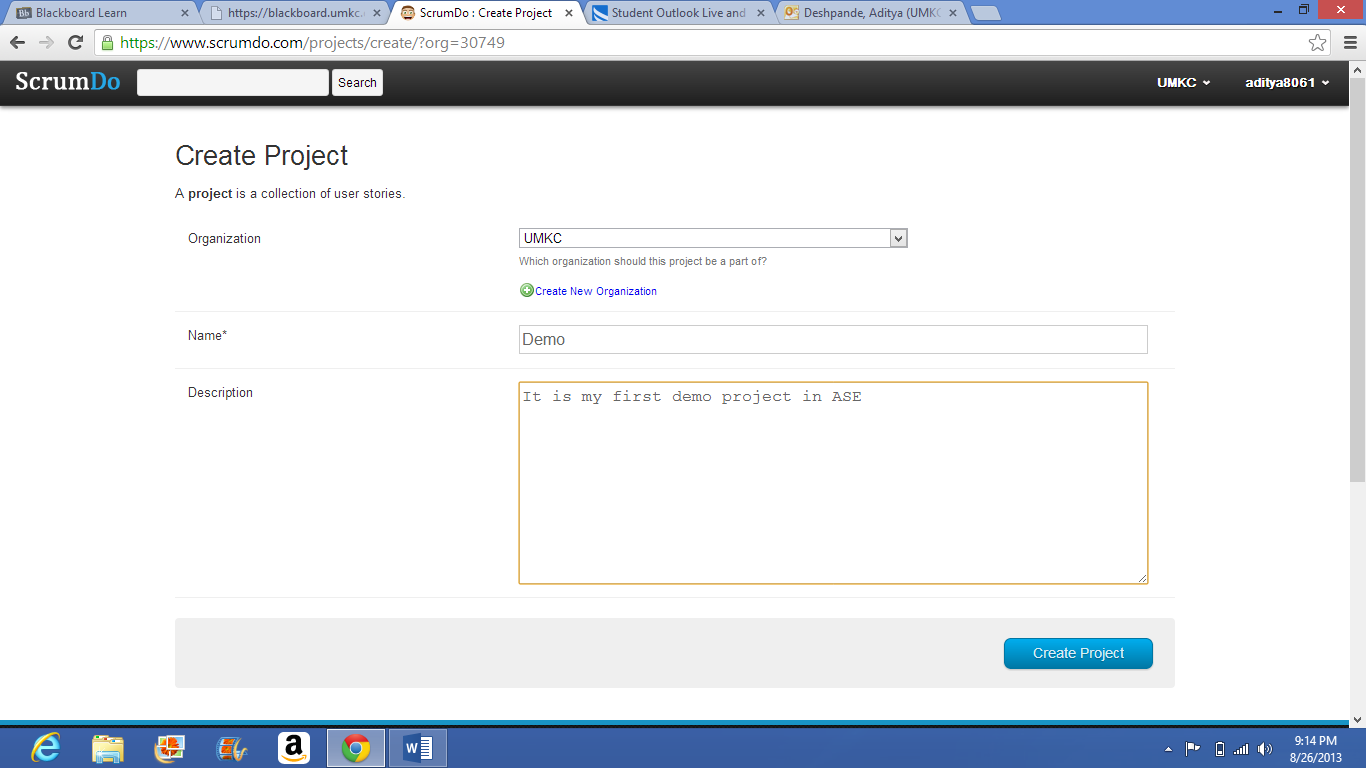 Blackboard Learn
https://blackboard.umkc.
ScrumDo : Create Project
Student Outlook Live and
Deshpande, Aditya (UMKC
https://www.scrumdo.com/projects/create/?org=30749
ScrumDo
Search
UMKC
aditya8061
Create Project
A project is a collection of user stories.
Organization
UMKC
Which organization should this project be a part of?
Create New Organization
Name*
Demo
Description
It is my first demo project in ASE
Create Project
9:14 PM
8/26/2013